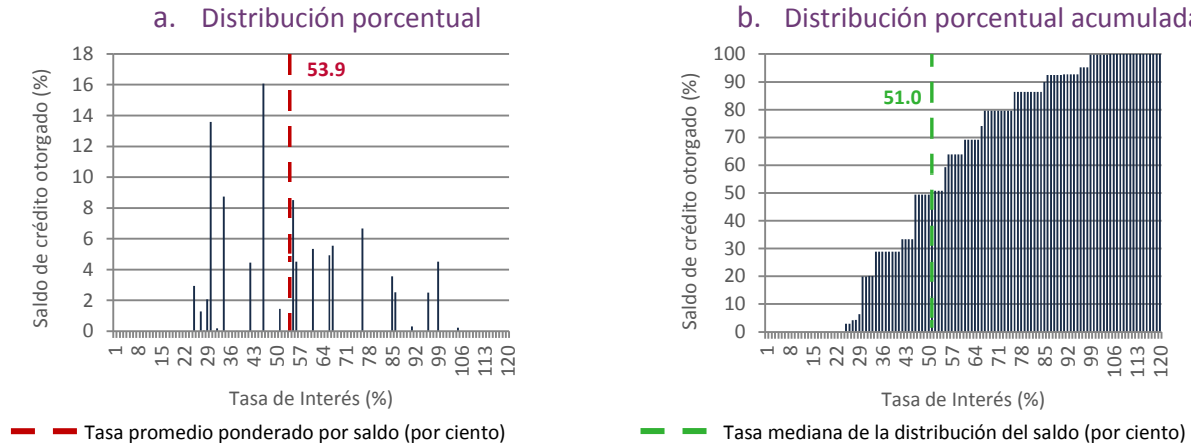 a. Distribución porcentual
18
16
14
12
10
8
6
4
2
0
Saldo de crédito otorgado (%)
53.9
1 8 15 22 29 36 43 50 57 64 71 78 85 92 99 106 113 120
Tasa de Interés (%)
Tasa promedio ponderado por saldo (por ciento)
b. Distribución porcentual acumulada
100
90
80
70
60
50
40
30
20
10
0
Saldo de crédito otorgado (%)
51.0
1 8 15 22 29 36 43 50 57 64 71 78 85 92 99 106 113 120
Tasa de Interés (%)
Tasa mediana de la distribución del saldo (por ciento)